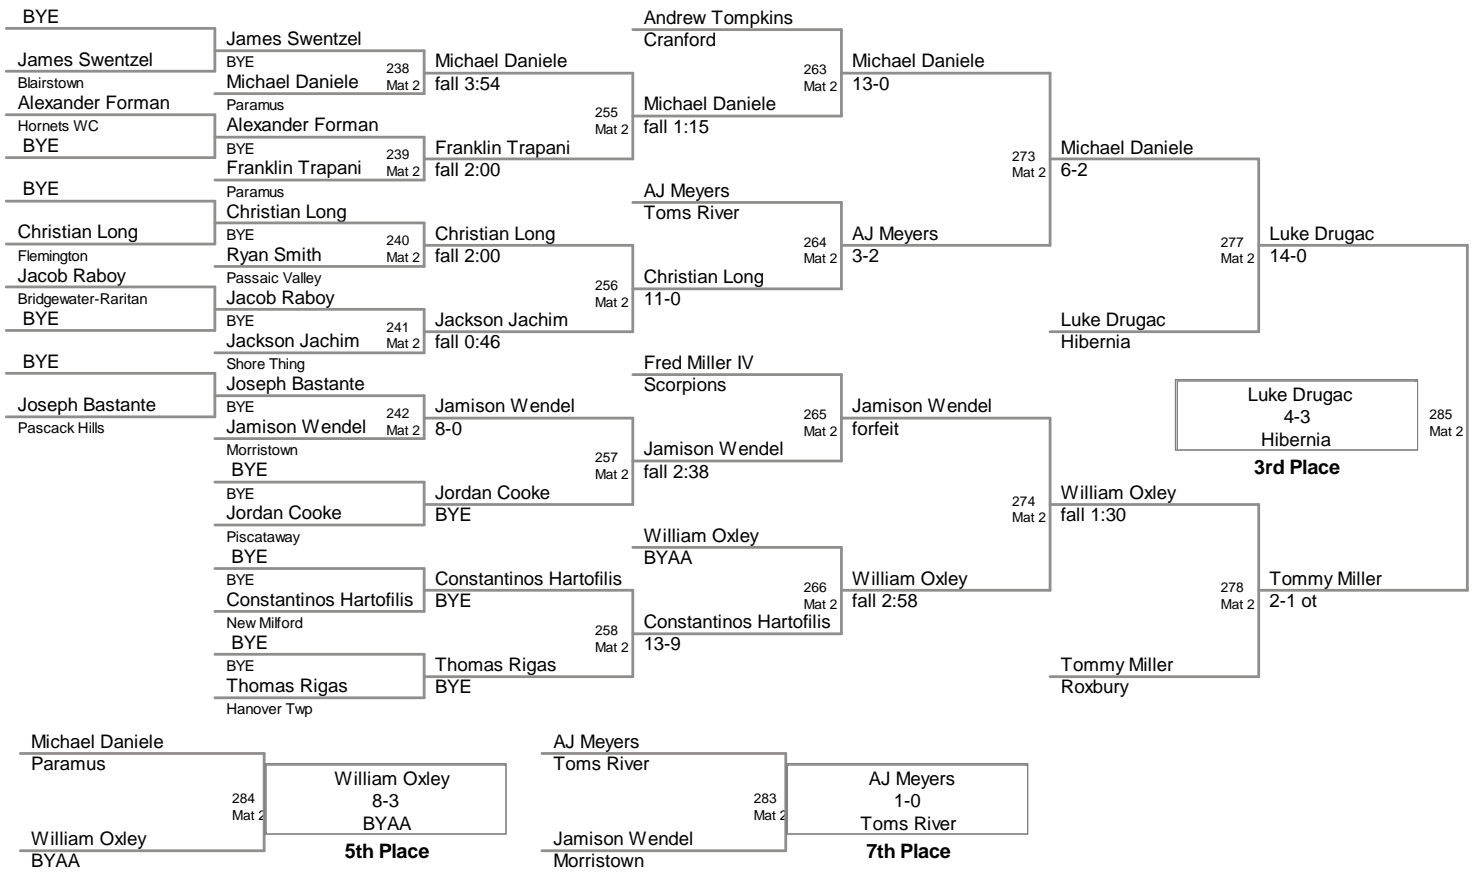 BYE
James Swentzel
Blairstown
Alexander Forman
Hornets WC
BYE
BYE
Christian Long
Flemington
Jacob Raboy
Bridgewater-Raritan
BYE
BYE
Joseph Bastante
Pascack Hills
James Swentzel
BYE
238
Mat 2
Michael Daniele
Paramus
Alexander Forman
BYE
239
Mat 2
Franklin Trapani
Paramus
Christian Long
BYE
240
Mat 2
Ryan Smith
Passaic Valley
Jacob Raboy
BYE
241
Mat 2
Jackson Jachim
Shore Thing
Joseph Bastante
BYE
242
Mat 2
Jamison Wendel
Morristown
BYE
BYE
Jordan Cooke
Piscataway
BYE
BYE
Constantinos Hartofilis
New Milford
BYE
BYE
Thomas Rigas
Hanover Twp
Michael Daniele
fall 3:54
255
Mat 2
Franklin Trapani
fall 2:00
Christian Long
fall 2:00
256
Mat 2
Jackson Jachim
fall 0:46
Jamison Wendel
8-0
257
Mat 2
Jordan Cooke
BYE
Constantinos Hartofilis
BYE
258
Mat 2
Thomas Rigas
BYE
Andrew Tompkins
Cranford
263
Mat 2
Michael Daniele
fall 1:15
AJ Meyers
Toms River
264
Mat 2
Christian Long
11-0
Fred Miller IV
Scorpions
265
Mat 2
Jamison Wendel
fall 2:38
William Oxley
BYAA
266
Mat 2
Constantinos Hartofilis
13-9
Michael Daniele
13-0
273
Mat 2
AJ Meyers
3-2
Jamison Wendel
forfeit
274
Mat 2
William Oxley
fall 2:58
Michael Daniele
6-2
277
Mat 2
Luke Drugac
Hibernia
William Oxley
fall 1:30
278
Mat 2
Tommy Miller
Roxbury
Luke Drugac
14-0
Luke Drugac
4-3
Hibernia
3rd Place
285
Mat 2
Tommy Miller
2-1 ot
Michael Daniele
Paramus
284
Mat 2
William Oxley
BYAA
William Oxley
8-3
BYAA
5th Place
AJ Meyers
Toms River
283
Mat 2
Jamison Wendel
Morristown
AJ Meyers
1-0
Toms River
7th Place